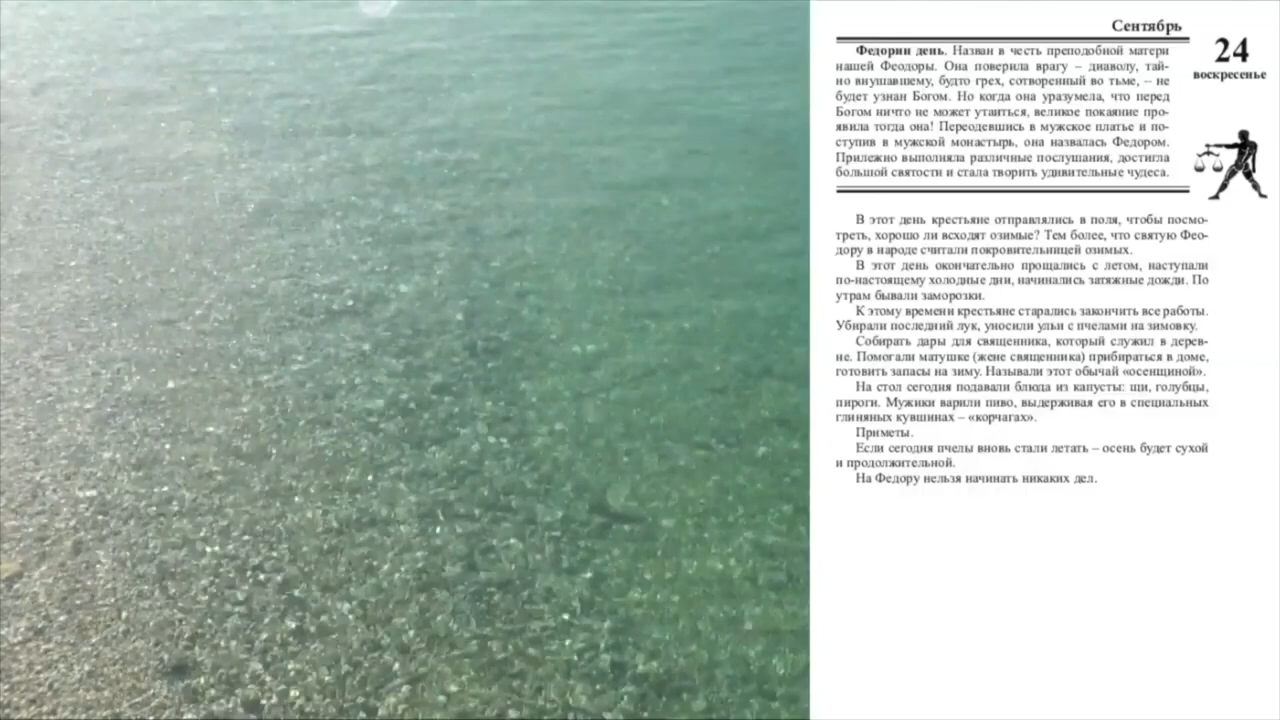 Сентябрь
24
воскресенье
Федорин день. Назван в честь преподобной матери
нашей Феодоры. Она поверила врагу – диаволу, тай-
но внушавшему, будто грех, сотворенный во тьме, – не
будет узнан Богом. Но когда она уразумела, что перед
Богом ничто не может утаиться, великое покаяние про-
явила тогда она! Переодевшись в мужское платье и по-
ступив в мужской монастырь, она назвалась Федором.
Прилежно выполняла различные послушания, достигла
большой святости и стала творить удивительные чудеса.
В этот день крестьяне отправлялись в поля, чтобы посмо-
треть, хорошо ли всходят озимые? Тем более, что святую Фео-
дору в народе считали покровительницей озимых.
В этот день окончательно прощались с летом, наступали
по-настоящему холодные дни, начинались затяжные дожди. По
утрам бывали заморозки.
К этому времени крестьяне старались закончить все работы.
Убирали последний лук, уносили ульи с пчелами на зимовку.
Собирать дары для священника, который служил в дерев-
не. Помогали матушке (жене священника) прибираться в доме,
готовить запасы на зиму. Называли этот обычай «осенщиной».
На стол сегодня подавали блюда из капусты: щи, голубцы,
пироги. Мужики варили пиво, выдерживая его в специальных
глиняных кувшинах – «корчагах».
Приметы.
Если сегодня пчелы вновь стали летать – осень будет сухой
и продолжительной.
На Федору нельзя начинать никаких дел.